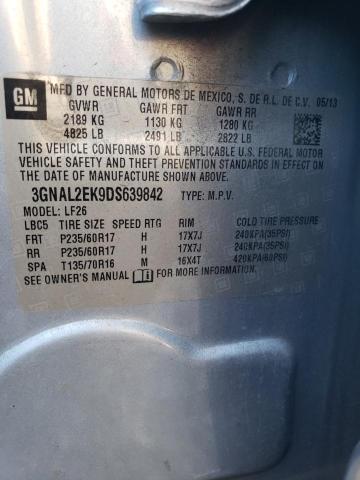 GM
MFD BY GENERAL MOTORS DE MEXICO, S. DE R.L. DE C.V. 05/13
GVWR GAWR FRT GAWR RR
2189 KG 1130 KG 1280 KG
4825 LB 2491 LB 2822 LB
THIS VEHICLE CONFORMS TO ALL APPLICABLE U.S.
FEDERAL MOTOR VEHICLE SAFETY, BUMPER, AND
THEFT PREVENTION STANDARDS IN EFFECT ON
THE DATE OF MANUFACTURE SHOWN ABOVE.
3GNAL2EK9DS639842 TYPE: M.P.V.
MODEL: LF26
LBC5 TIRE SIZE SPEED RTG RIM COLD TIRE PRESSURE
FRT P235/60R17 H 17X7J 240KPA(35PSI)
RR P235/60R17 H 17X7J 240KPA(35PSI)
SPA T135/70R16 M 16X4T 420KPA(60PSI)
SEE OWNER'S MANUAL FOR ADDITIONAL INFORMATION